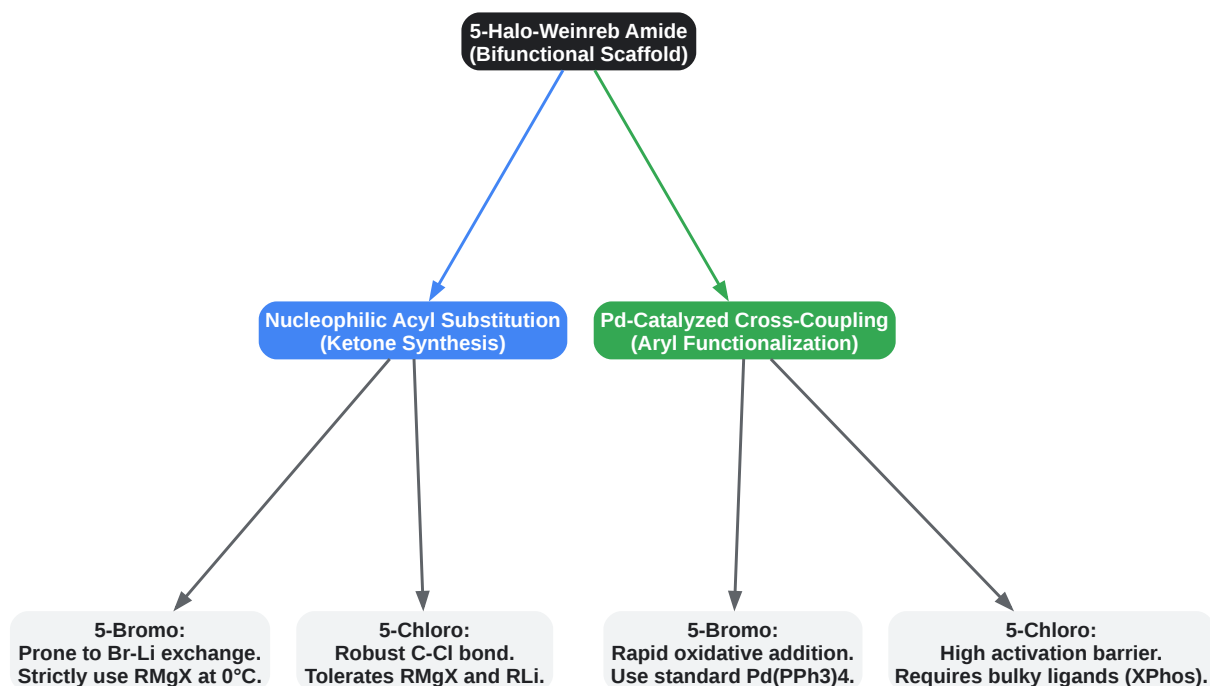 5-Halo-Weinreb Amide
(Bifunctional Scaffold)
Nucleophilic Acyl Substitution
(Ketone Synthesis)
Pd-Catalyzed Cross-Coupling
(Aryl Functionalization)
5-Bromo:
Prone to Br-Li exchange.
Strictly use RMgX at 0°C.
5-Chloro:
Robust C-Cl bond.
Tolerates RMgX and RLi.
5-Bromo:
Rapid oxidative addition.
Use standard Pd(PPh3)4.
5-Chloro:
High activation barrier.
Requires bulky ligands (XPhos).